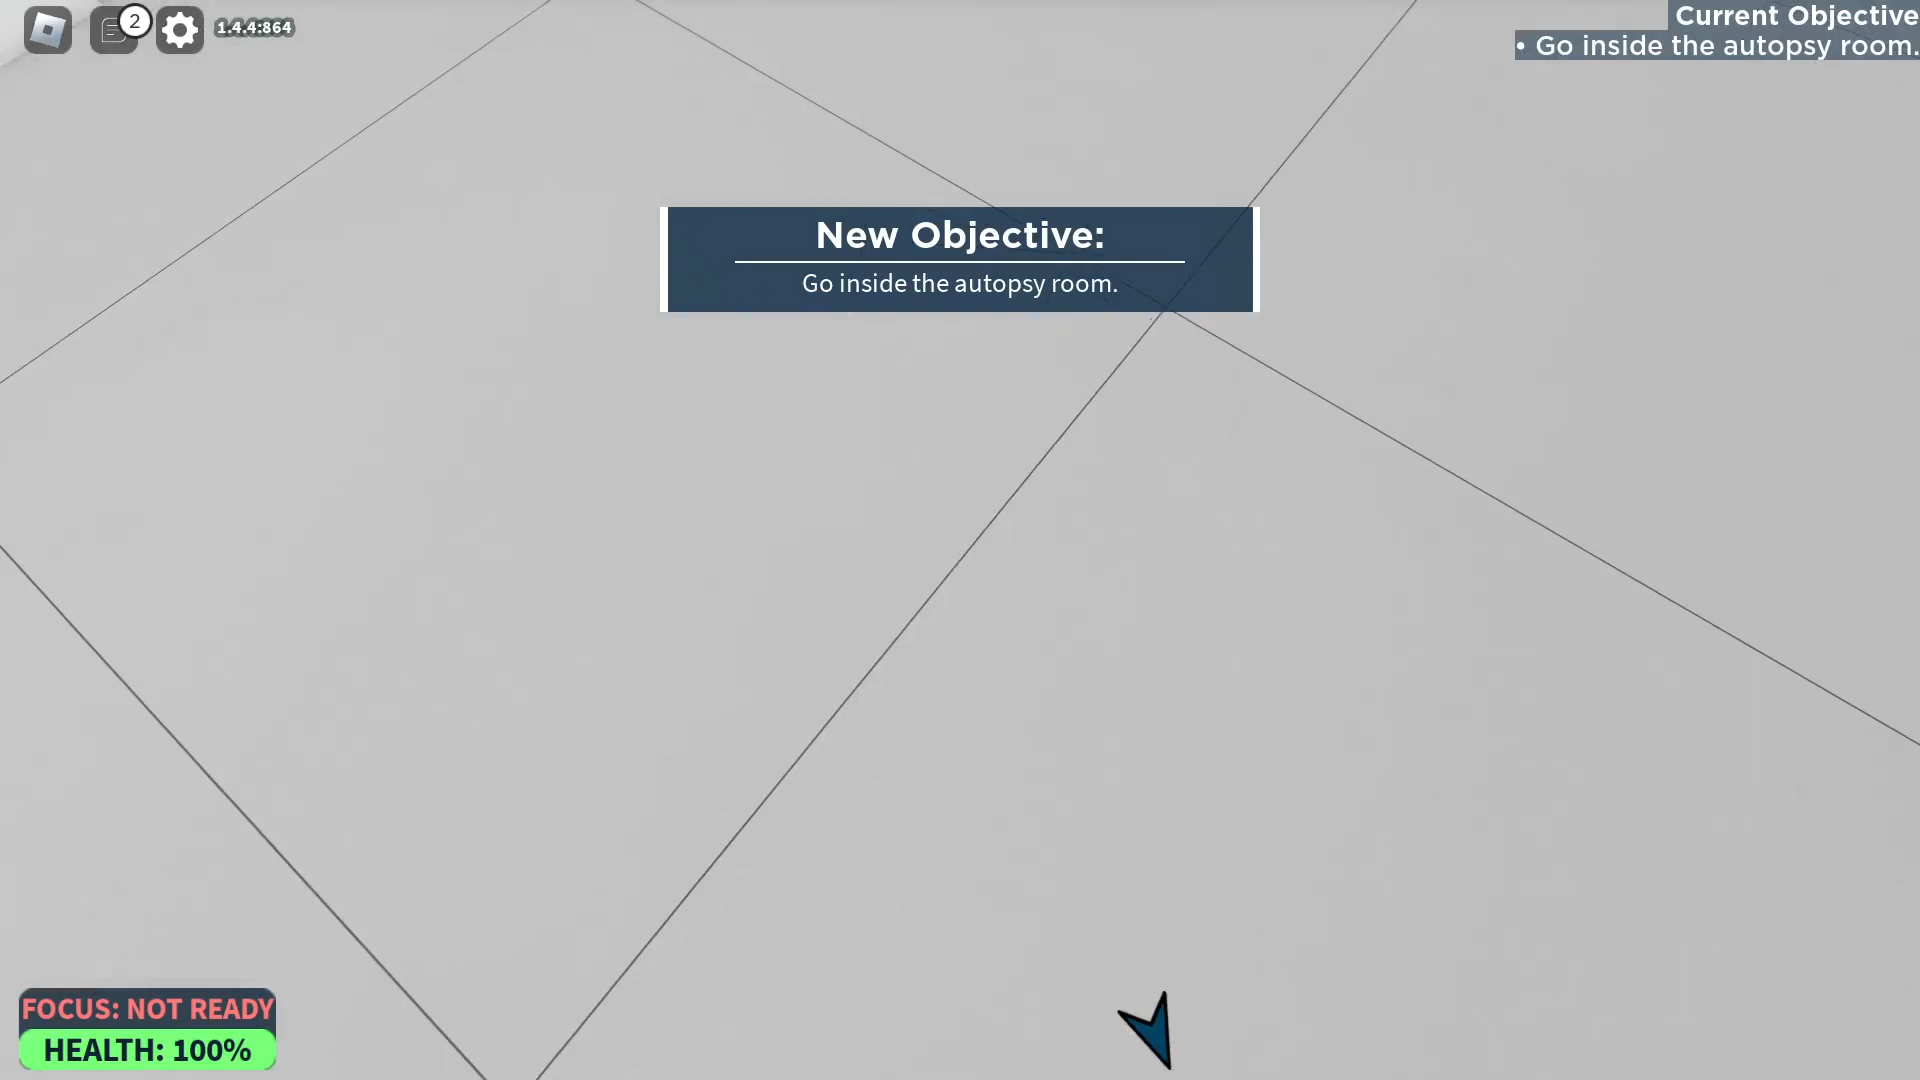 2
1.4.4:864
Current Objective
• Go inside the autopsy room.
New Objective:
Go inside the autopsy room.
FOCUS: NOT READY
HEALTH: 100%